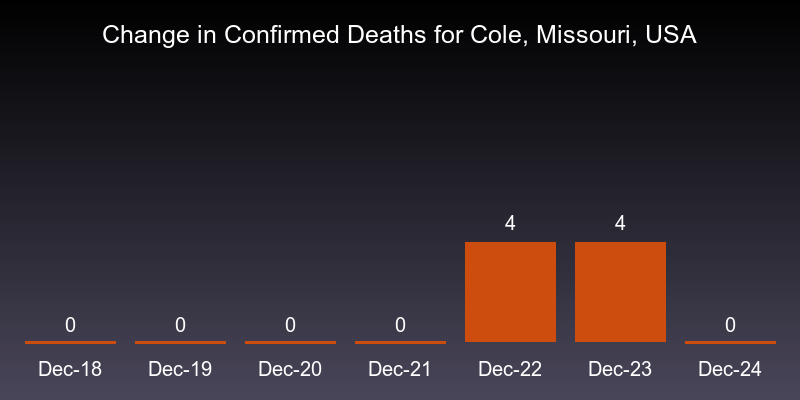 Change in Confirmed Deaths for Cole, Missouri, USA
4 4
0 0 0 0 0
Dec-18 Dec-19 Dec-20 Dec-21 Dec-22 Dec-23 Dec-24